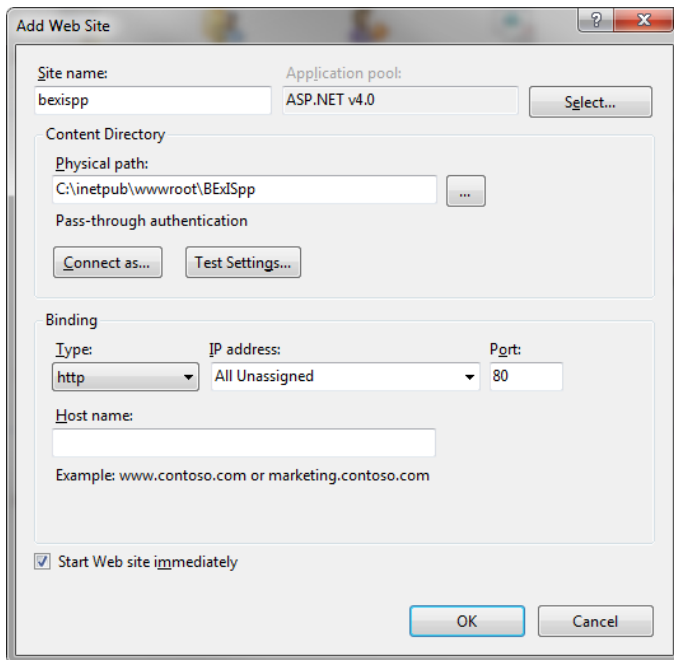 Add Web Site
Site name:
Application pool:
bexispp
ASP.NET v4.0
Select...
Content Directory
Physical path:
C:\inetpub\wwwroot\BExISpp
...
Pass-through authentication
Connect as...
Test Settings...
Binding
Type:
IP address:
Port:
http
All Unassigned
80
Host name:
Example: www.contoso.com or marketing.contoso.com
Start Web site immediately
OK
Cancel